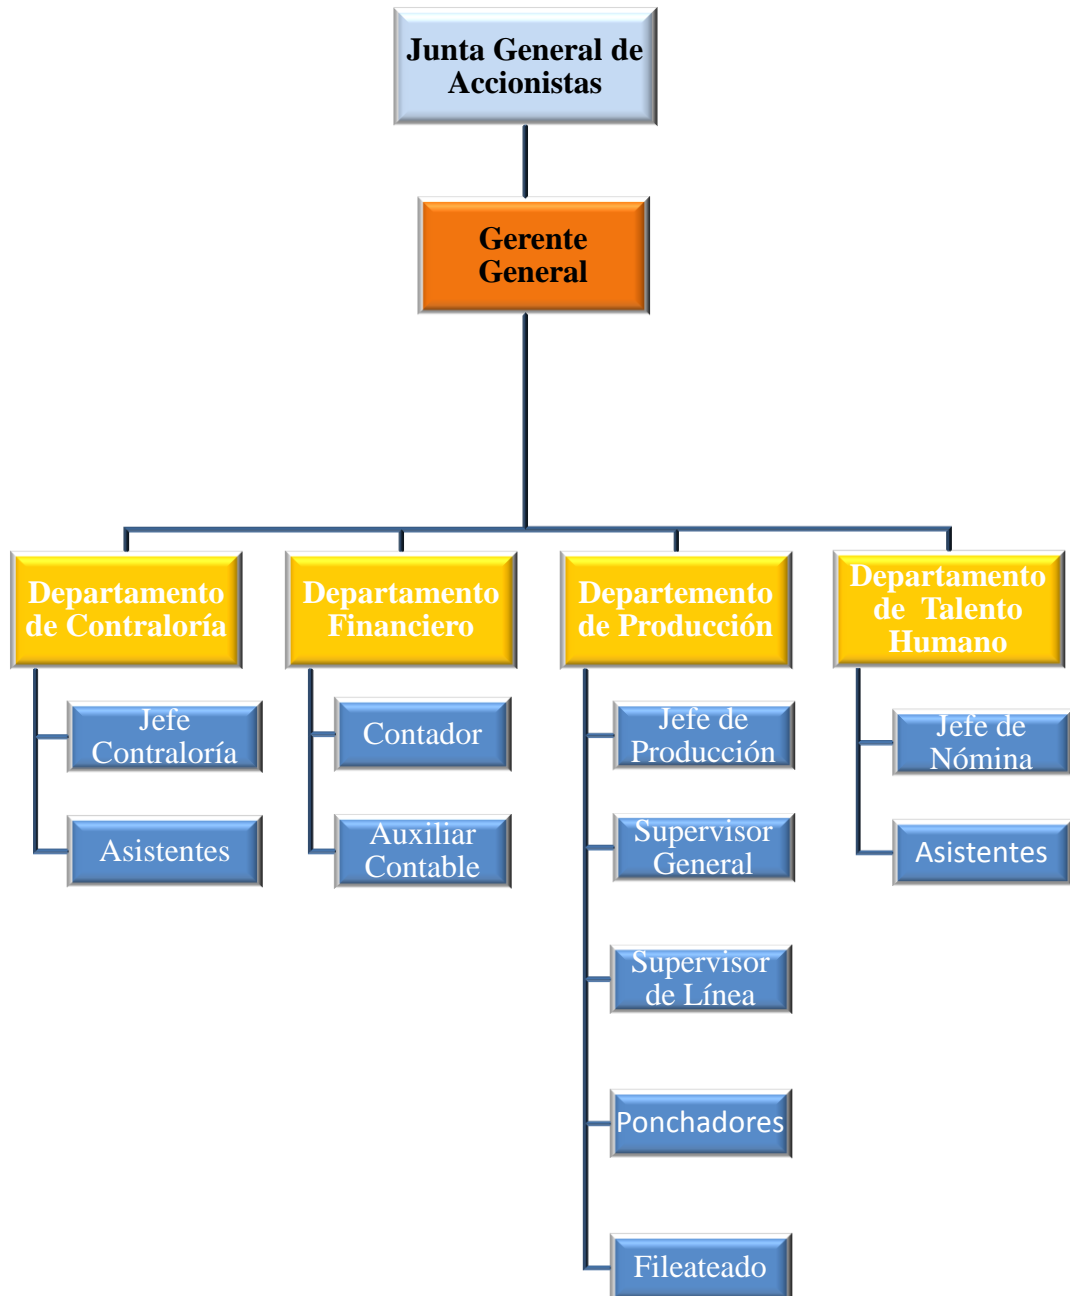 Junta General de
Accionistas
Gerente
General
Departamento
de Contraloría
Departamento
Financiero
Departemento
de Producción
Departamento
de Talento
Humano
Jefe
Contraloría
Asistentes
Contador
Auxiliar
Contable
Jefe de
Producción
Supervisor
General
Supervisor
de Línea
Ponchadores
Fileateado
Jefe de
Nómina
Asistentes